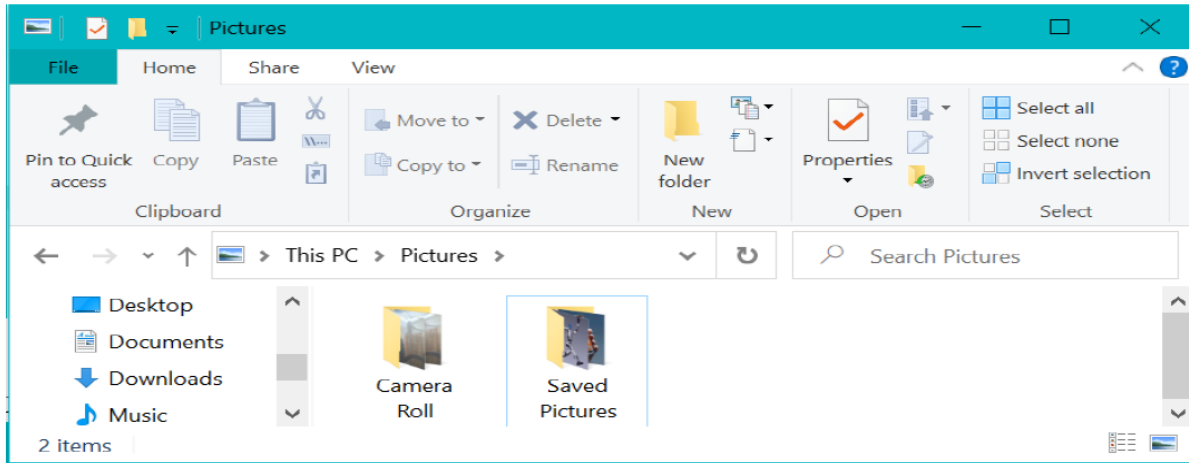 Pictures
File Home Share View
Pin to Quick access
Copy
Paste
Clipboard
Move to
Copy to
Delete
Rename
Organize
New folder
New
Properties
Open
Select all
Select none
Invert selection
Select
This PC > Pictures >
Search Pictures
Desktop
Documents
Downloads
Music
Camera
Roll
Saved
Pictures
2 items